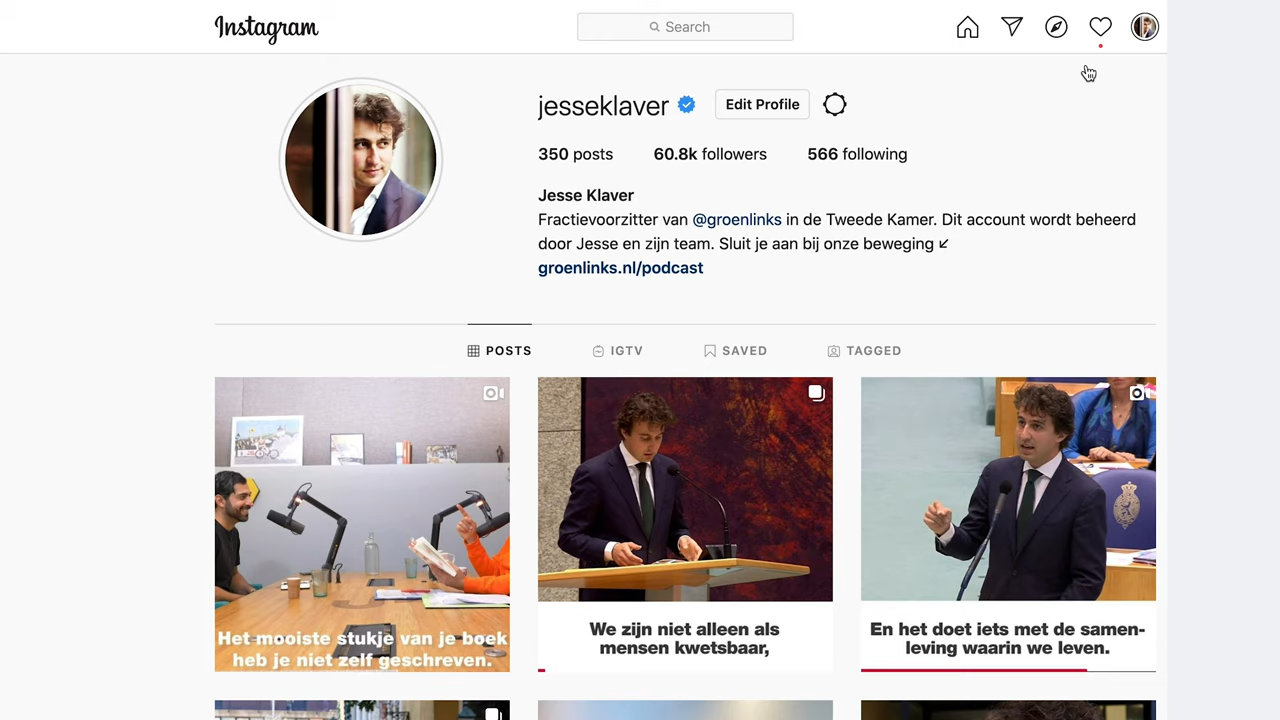 Instagram
Search
jesseklaver
Edit Profile
350 posts
60.8k followers
566 following
Jesse Klaver
Fractievoorzitter van @groenlinks in de Tweede Kamer. Dit account wordt beheerd
door Jesse en zijn team. Sluit je aan bij onze beweging ↙
groenlinks.nl/podcast
POSTS
IGTV
SAVED
TAGGED
Het mooiste stukje van je boek
heb je niet zelf geschreven.
We zijn niet alleen als
mensen kwetsbaar,
En het doet iets met de samen-
leving waarin we leven.